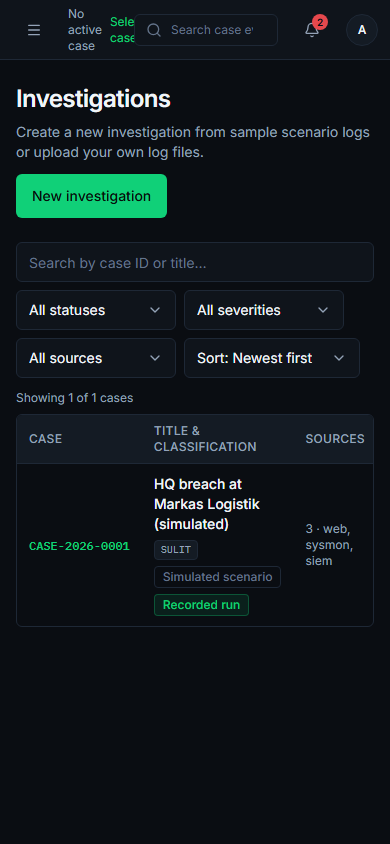 No
active
case
Sele
case
Search case e
2
A
Investigations
Create a new investigation from sample scenario logs
or upload your own log files.
New investigation
Search by case ID or title...
All statuses
All severities
All sources
Sort: Newest first
Showing 1 of 1 cases
CASE
TITLE &
CLASSIFICATION
SOURCES
CASE-2026-0001
HQ breach at
Markas Logistik
(simulated)
SULIT
Simulated scenario
Recorded run
3 · web,
sysmon,
siem